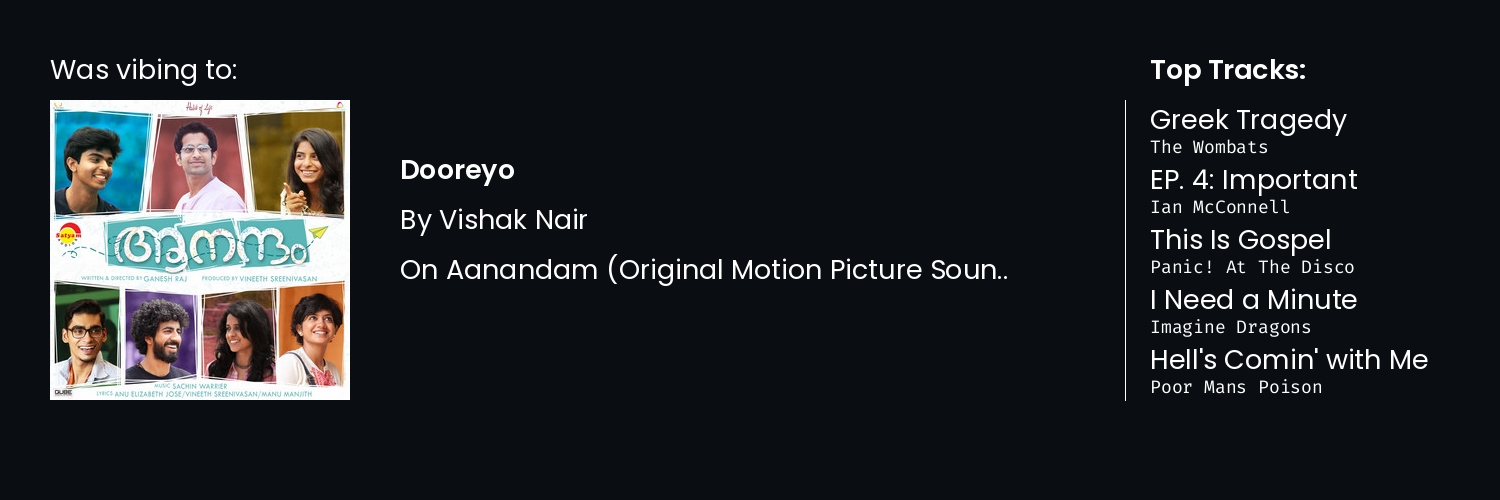 Was vibing to:
Habit of Life
Satyam
ആനന്ദം
WRITTEN & DIRECTED BY GANESH RAJ PRODUCED BY VINEETH SREENIVASAN
MUSIC SACHIN WARRIER
LYRICS ANU ELIZABETH JOSE/VINEETH SREENIVASAN/MANU MANJITH
QUBE
Dooreyo
By Vishak Nair
On Aanandam (Original Motion Picture Soun..
Top Tracks:
Greek Tragedy
The Wombats
EP. 4: Important
Ian McConnell
This Is Gospel
Panic! At The Disco
I Need a Minute
Imagine Dragons
Hell's Comin' with Me
Poor Mans Poison